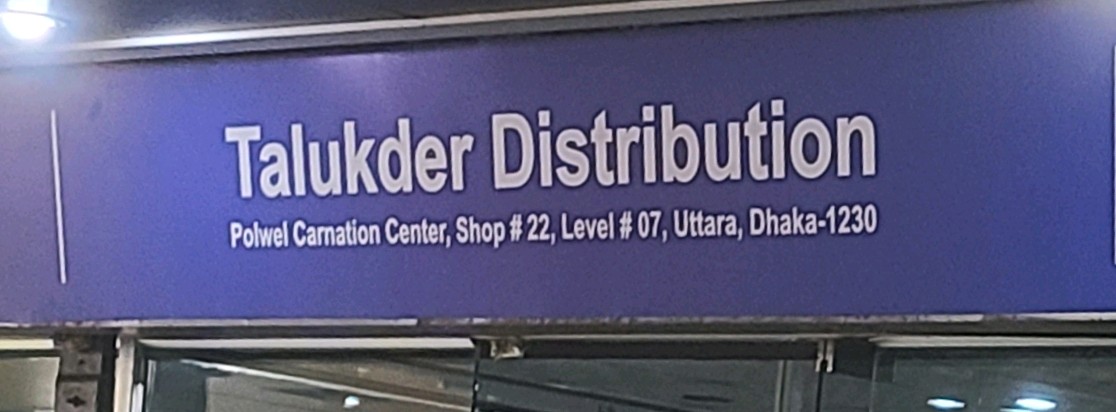 Talukder Distribution
Polwel Carnation Center, Shop # 22, Level # 07, Uttara, Dhaka-1230